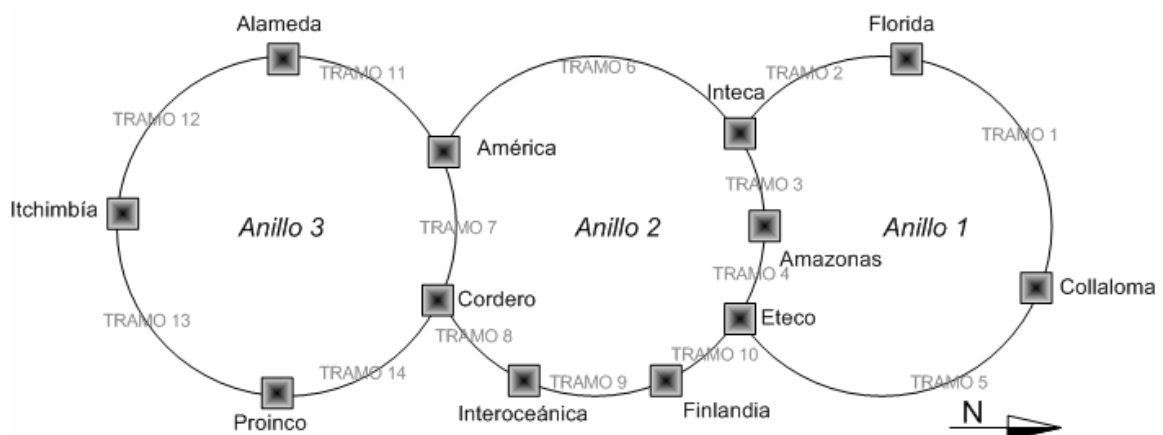 Alameda
Florida
TRAMO 11
TRAMO 6
TRAMO 2
Inteca
TRAMO 12
TRAMO 1
América
TRAMO 3
Itchimbía
Anillo 3
TRAMO 7
Anillo 2
Anillo 1
Amazonas
TRAMO 4
Collaloma
Cordero
Eteco
TRAMO 13
TRAMO 8
TRAMO 10
TRAMO 14
TRAMO 9
TRAMO 5
Proinco
Interoceánica
Finlandia
N